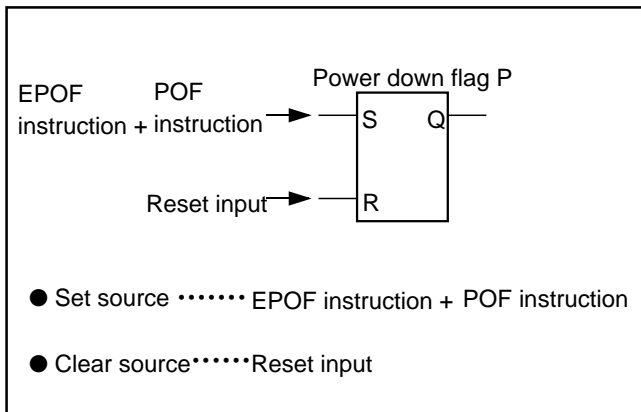 Power down flag P
EPOF instruction + POF instruction
S Q
Reset input
R
● Set source ······· EPOF instruction + POF instruction
● Clear source ······ Reset input